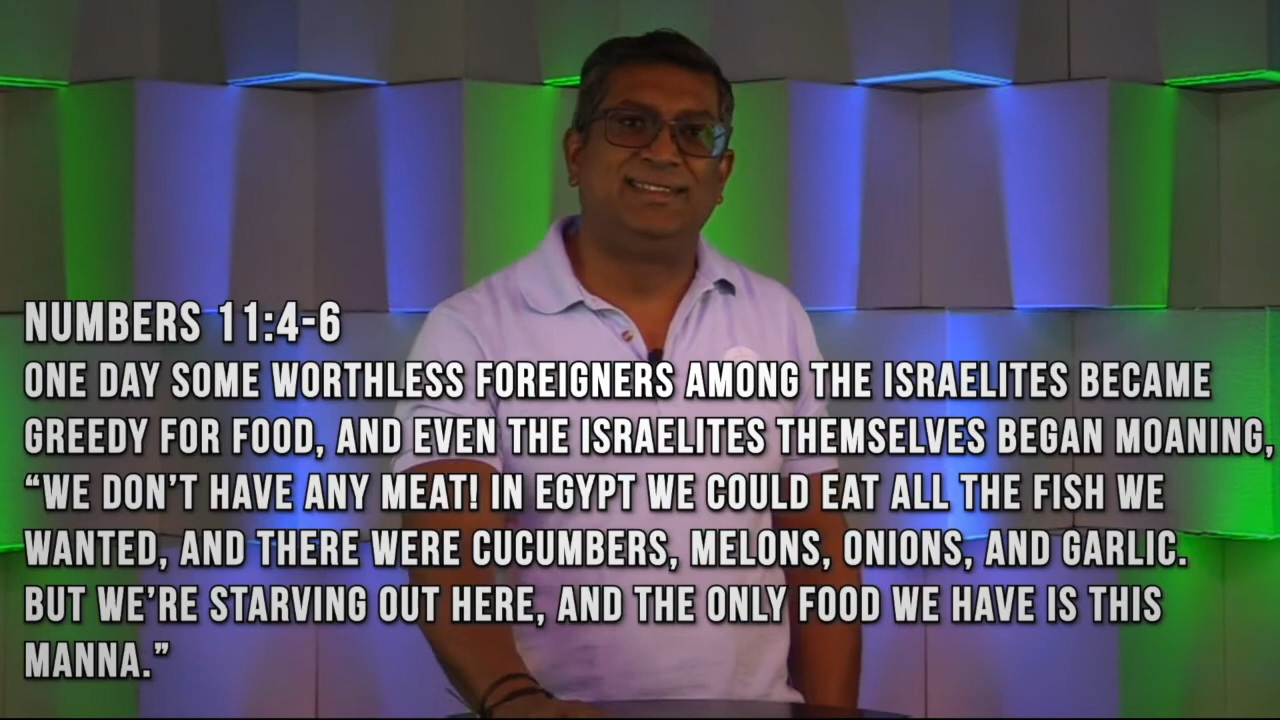 NUMBERS 11:4-6
ONE DAY SOME WORTHLESS FOREIGNERS AMONG THE ISRAELITES BECAME
GREEDY FOR FOOD, AND EVEN THE ISRAELITES THEMSELVES BEGAN MOANING,
“WE DON’T HAVE ANY MEAT! IN EGYPT WE COULD EAT ALL THE FISH WE
WANTED, AND THERE WERE CUCUMBERS, MELONS, ONIONS, AND GARLIC.
BUT WE’RE STARVING OUT HERE, AND THE ONLY FOOD WE HAVE IS THIS
MANNA.”